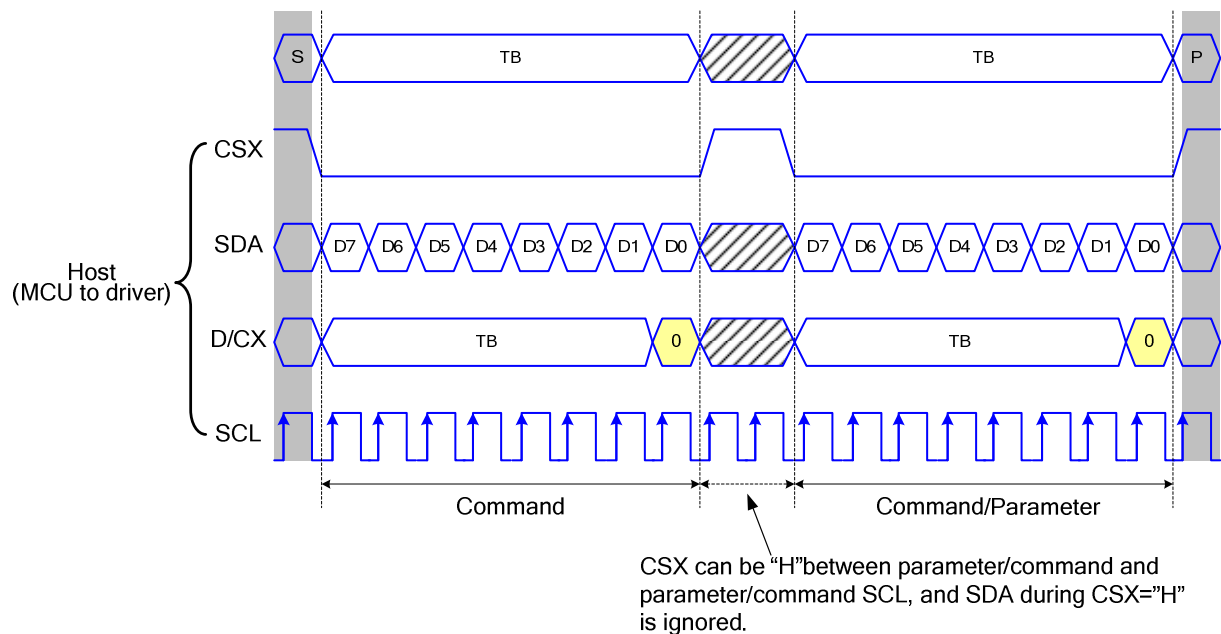 S TB TB P
CSX
SDA D7 D6 D5 D4 D3 D2 D1 D0 D7 D6 D5 D4 D3 D2 D1 D0
Host
(MCU to driver)
D/CX TB 0 TB 0
SCL
Command Command/Parameter
CSX can be “H”between parameter/command and
parameter/command SCL, and SDA during CSX=”H”
is ignored.